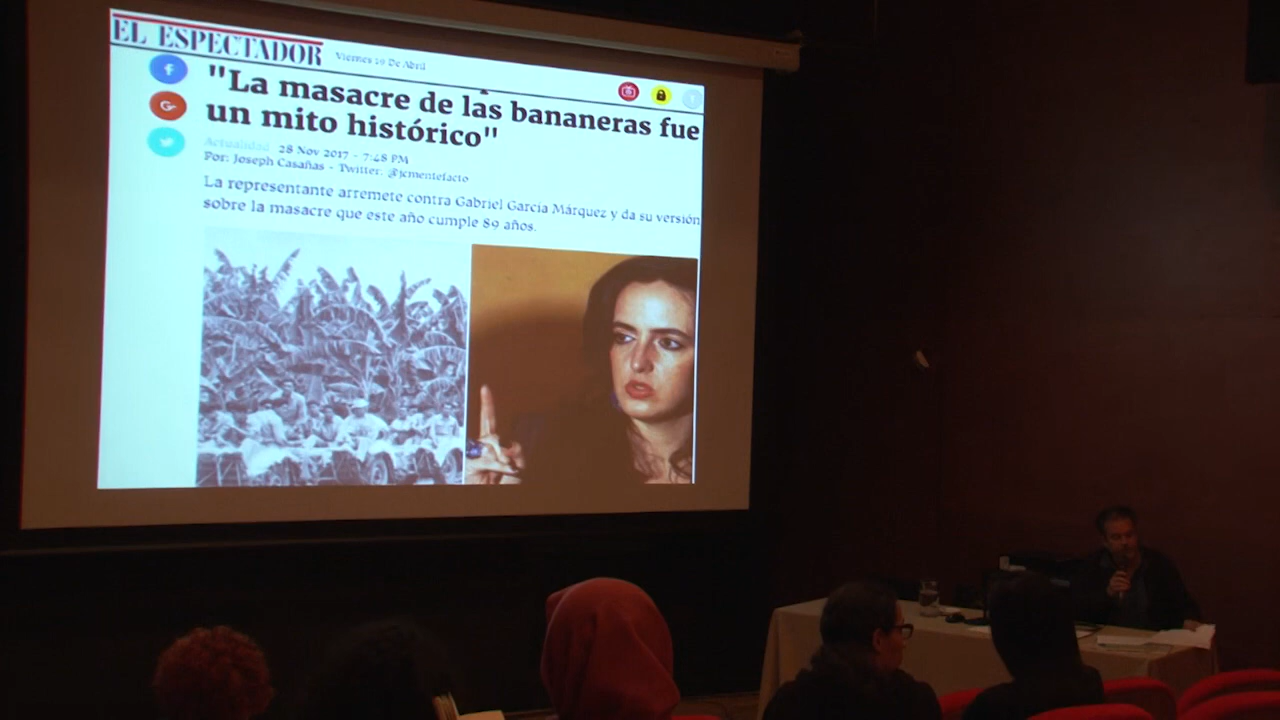 EL ESPECTADOR
Viernes 19 De Abril
"La masacre de las bananeras fue
un mito histórico"
Actualidad 28 Nov 2017 - 7:48 PM
Por: Joseph Casañas - Twitter: @jcmentefacto
La representante arremete contra Gabriel García Márquez y da su versión
sobre la masacre que este año cumple 89 años.